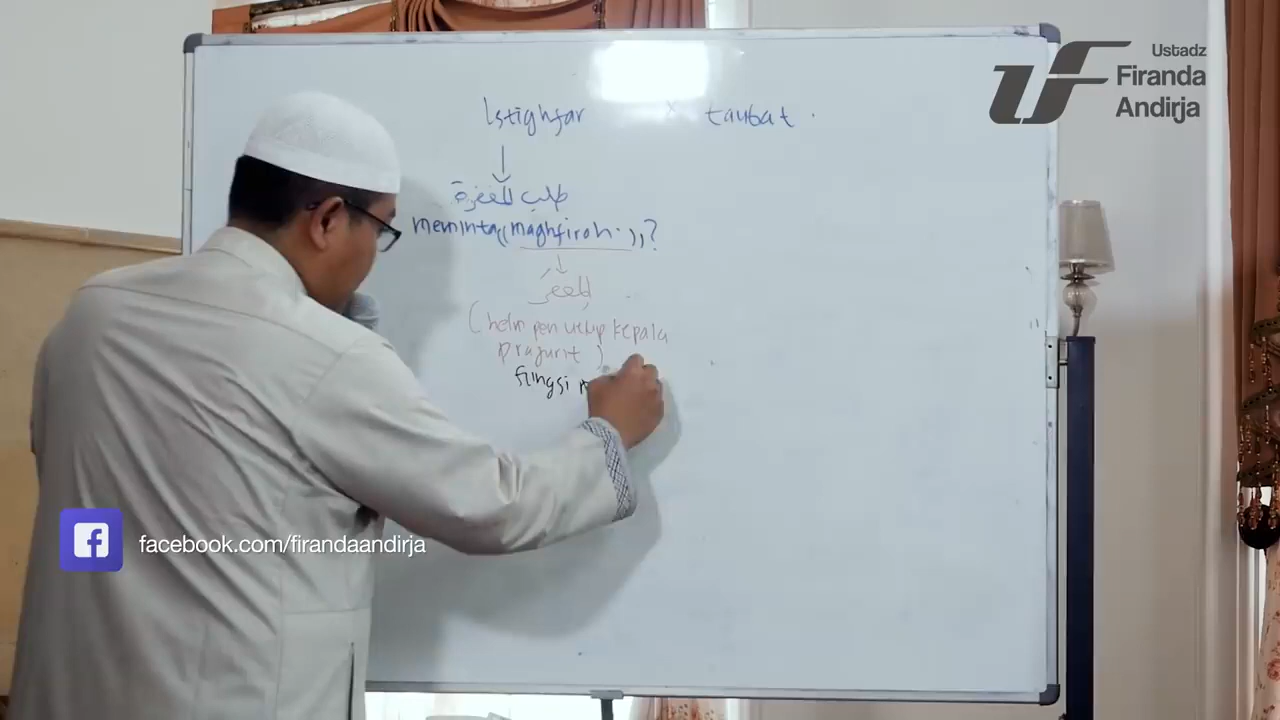 Istighfar X taubat.
طلب المغفرة
meminta ((maghfiroh.)), ?
المغفر
(helm penutup kepala
prajurit)
fungsi
Ustadz
Firanda
Andirja
facebook.com/firandaandirja